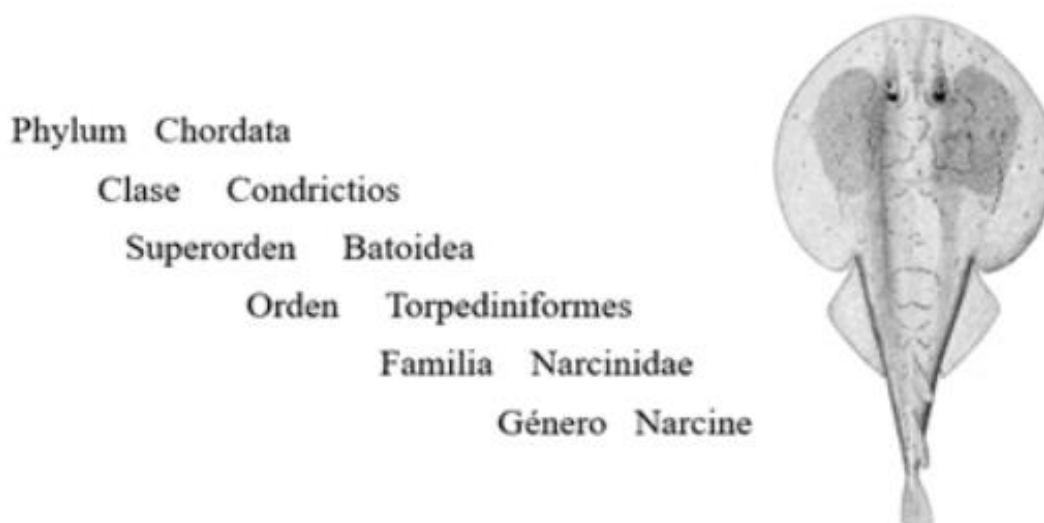 Phylum Chordata
Clase Condrictios
Superorden Batoidea
Orden Torpediniformes
Familia Narcinidae
Género Narcine